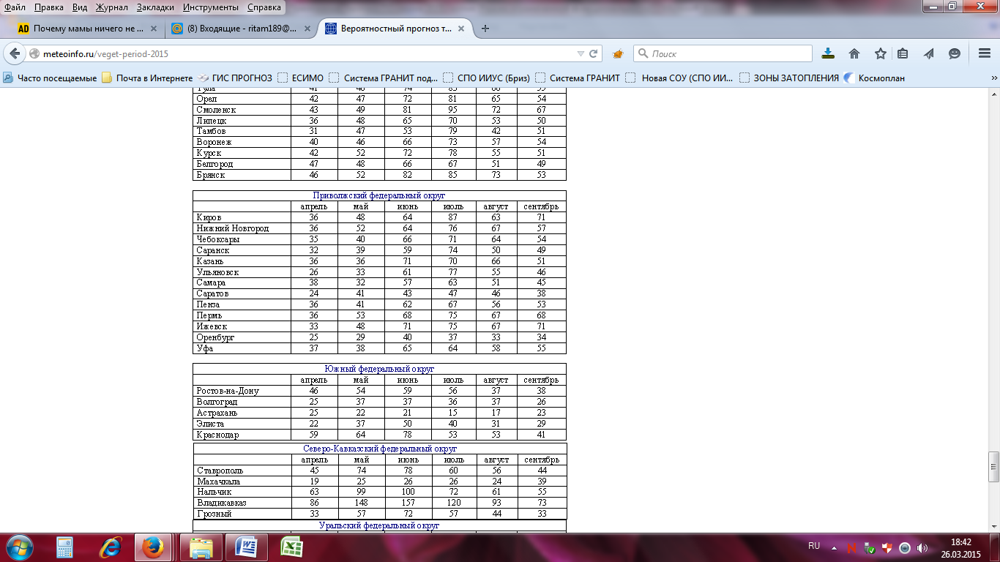 Файл Правка Вид Журнал Закладки Инструменты Справка
Почему мамы ничего не ... (8) Входящие - ritam189@... Вероятностный прогноз т...
meteoinfo.ru/veget-period-2015 Поиск
Часто посещаемые Почта в Интернете ГИС ПРОГНОЗ ЕСИМО Система ГРАНИТ под... СПО ИИУС (Бриз) Система ГРАНИТ Новая СОУ (СПО ИИ... ЗОНЫ ЗАТОПЛЕНИЯ Космоплан »
Орел 42 47 72 81 65 54
Смоленск 43 49 81 95 72 67
Липецк 36 48 65 70 53 50
Тамбов 31 47 53 79 42 51
Воронеж 40 46 66 73 57 54
Курск 42 52 72 78 55 51
Белгород 47 48 66 67 51 49
Брянск 46 52 82 85 73 53
Приволжский федеральный округ
апрель май июнь июль август сентябрь
Киров 36 48 64 87 63 71
Нижний Новгород 36 52 64 76 67 57
Чебоксары 35 40 66 71 64 54
Саранск 32 39 59 74 50 49
Казань 36 36 71 70 66 51
Ульяновск 26 33 61 77 55 46
Самара 38 32 57 63 51 45
Саратов 24 41 43 47 46 38
Пенза 36 41 62 67 56 53
Пермь 36 53 68 75 67 68
Ижевск 33 48 71 75 67 71
Оренбург 25 29 40 37 33 34
Уфа 37 38 65 64 58 55
Южный федеральный округ
апрель май июнь июль август сентябрь
Ростов-на-Дону 46 54 59 56 37 38
Волгоград 25 37 37 36 37 26
Астрахань 25 22 21 15 17 23
Элиста 22 37 50 40 31 29
Краснодар 59 64 78 53 53 41
Северо-Кавказский федеральный округ
апрель май июнь июль август сентябрь
Ставрополь 45 74 78 60 56 44
Махачкала 19 25 26 26 24 39
Нальчик 63 99 100 72 61 55
Владикавказ 86 148 157 120 93 73
Грозный 33 57 72 57 44 33
Уральский федеральный округ
RU 18:42
26.03.2015